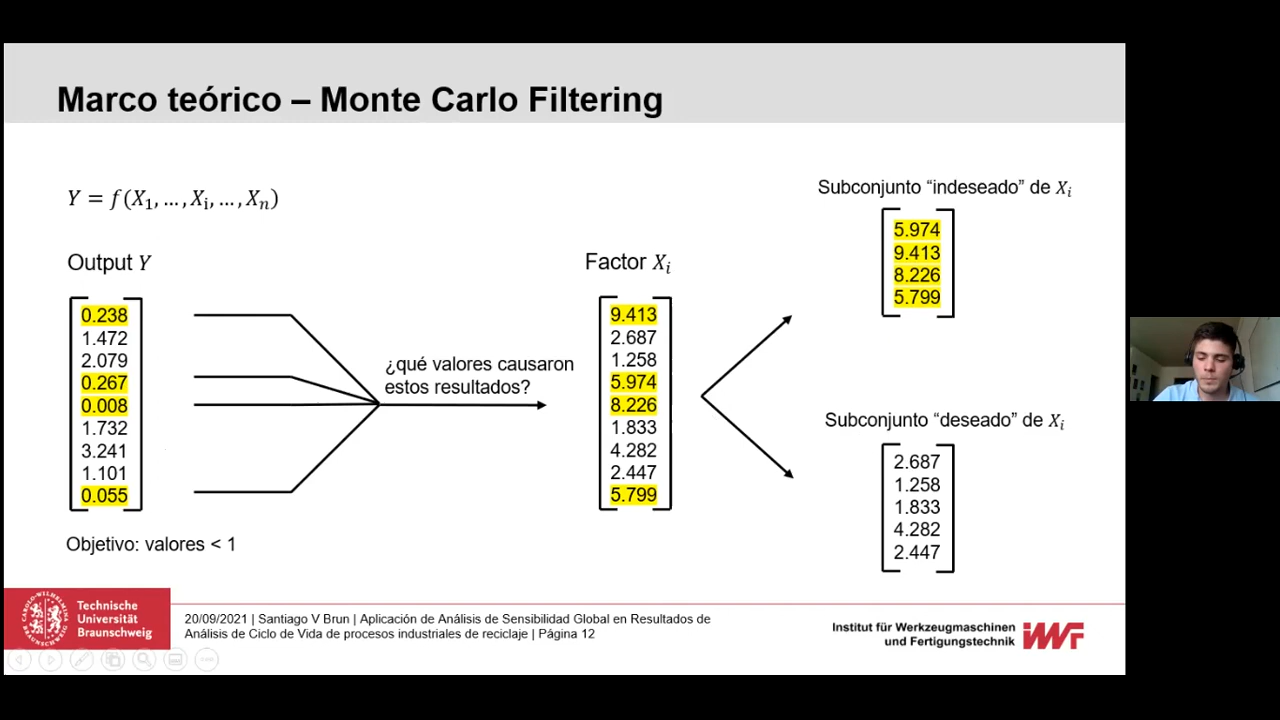 Marco teórico – Monte Carlo Filtering
Y = f(X1, …, Xi, …, Xn)
Output Y
0.238
1.472
2.079
0.267
0.008
1.732
3.241
1.101
0.055
Objetivo: valores < 1
¿qué valores causaron
estos resultados?
Factor Xi
9.413
2.687
1.258
5.974
8.226
1.833
4.282
2.447
5.799
Subconjunto “indeseado” de Xi
5.974
9.413
8.226
5.799
Subconjunto “deseado” de Xi
2.687
1.258
1.833
4.282
2.447
Technische
Universität
Braunschweig
20/09/2021 | Santiago V Brun | Aplicación de Análisis de Sensibilidad Global en Resultados de
Análisis de Ciclo de Vida de procesos industriales de reciclaje | Página 12
Institut für Werkzeugmaschinen
und Fertigungstechnik
iWF